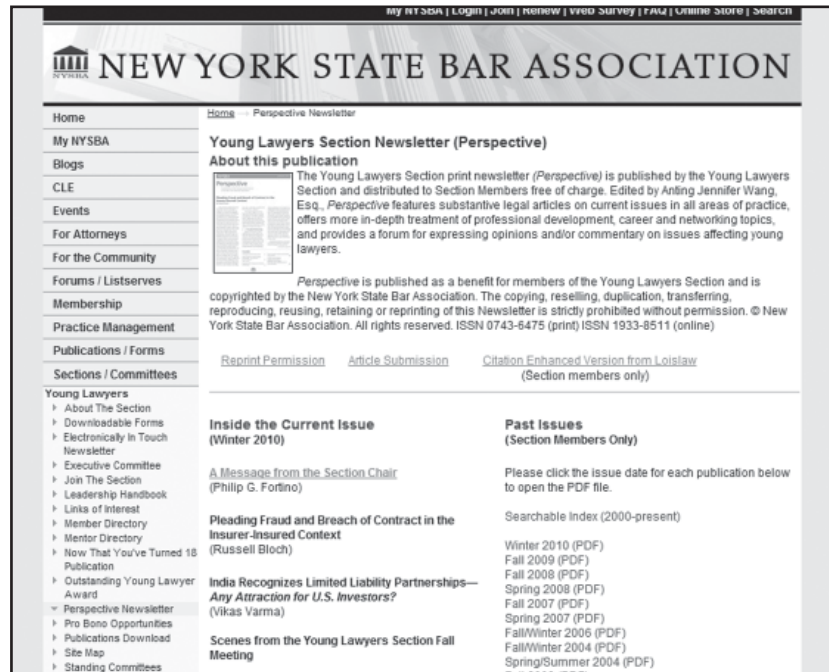 My NYSBA | Login | Join | Renew | Web Survey | FAQ | Online Store | Search
NYSBA
NEW YORK STATE BAR ASSOCIATION
Home
My NYSBA
Blogs
CLE
Events
For Attorneys
For the Community
Forums / Listserves
Membership
Practice Management
Publications / Forms
Sections / Committees
Young Lawyers
About The Section
Downloadable Forms
Electronically In Touch
Newsletter
Executive Committee
Join The Section
Leadership Handbook
Links of Interest
Member Directory
Mentor Directory
Now That You've Turned 18
Publication
Outstanding Young Lawyer
Award
Perspective Newsletter
Pro Bono Opportunities
Publications Download
Site Map
Standing Committees
Home → Perspective Newsletter
Young Lawyers Section Newsletter (Perspective)
About this publication
Perspective
The Young Lawyers Section print newsletter (Perspective) is published by the Young Lawyers
Section and distributed to Section Members free of charge. Edited by Anting Jennifer Wang,
Esq., Perspective features substantive legal articles on current issues in all areas of practice,
offers more in-depth treatment of professional development, career and networking topics,
and provides a forum for expressing opinions and/or commentary on issues affecting young
lawyers.
Perspective is published as a benefit for members of the Young Lawyers Section and is
copyrighted by the New York State Bar Association. The copying, reselling, duplication, transferring,
reproducing, reusing, retaining or reprinting of this Newsletter is strictly prohibited without permission. © New
York State Bar Association. All rights reserved. ISSN 0743-6475 (print) ISSN 1933-8511 (online)
Reprint Permission Article Submission Citation Enhanced Version from Loislaw
(Section members only)
Inside the Current Issue
(Winter 2010)
A Message from the Section Chair
(Philip G. Fortino)
Pleading Fraud and Breach of Contract in the
Insurer-Insured Context
(Russell Bloch)
India Recognizes Limited Liability Partnerships—
Any Attraction for U.S. Investors?
(Vikas Varma)
Scenes from the Young Lawyers Section Fall
Meeting
Past Issues
(Section Members Only)
Please click the issue date for each publication below
to open the PDF file.
Searchable Index (2000-present)
Winter 2010 (PDF)
Fall 2009 (PDF)
Fall 2008 (PDF)
Spring 2008 (PDF)
Fall 2007 (PDF)
Spring 2007 (PDF)
Fall/Winter 2006 (PDF)
Fall/Winter 2004 (PDF)
Spring/Summer 2004 (PDF)